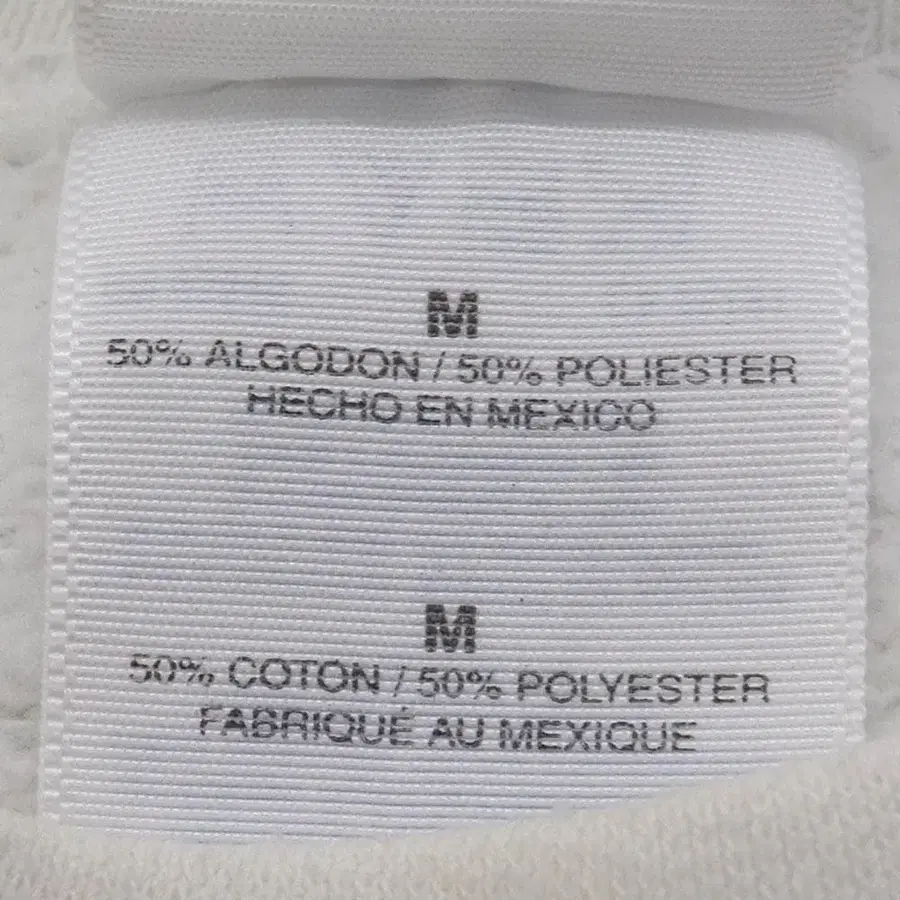 M
50% ALGODON / 50% POLIESTER
HECHO EN MEXICO
M
50% COTON / 50% POLYESTER
FABRIQUÉ AU MEXIQUE